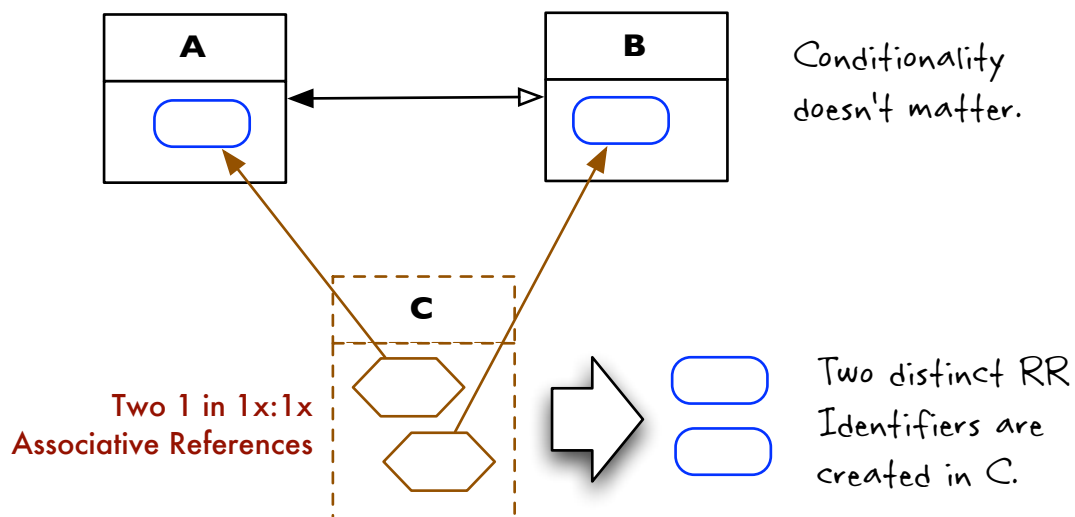 A
B
Conditionality
doesn't matter.
C
Two 1 in 1x:1x
Associative References
Two distinct RR
Identifiers are
created in C.